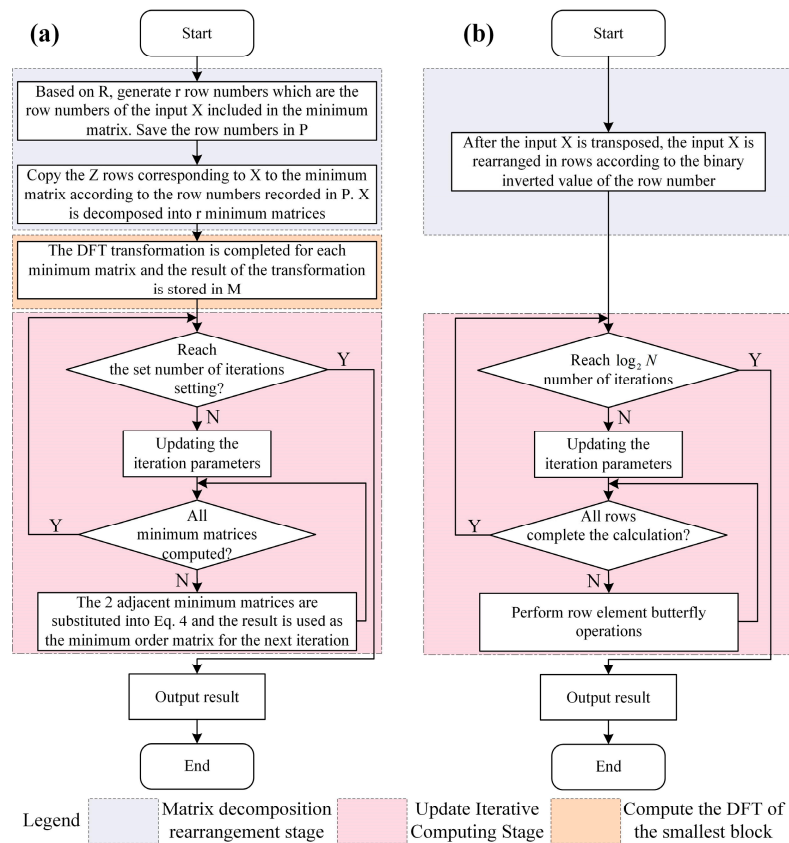 (a)
Start
Based on R, generate r row numbers which are the
row numbers of the input X included in the minimum
matrix. Save the row numbers in P
Copy the Z rows corresponding to X to the minimum
matrix according to the row numbers recorded in P. X
is decomposed into r minimum matrices
The DFT transformation is completed for each
minimum matrix and the result of the transformation
is stored in M
Reach
the set number of iterations
setting?
Y
N
Updating the
iteration parameters
All
minimum matrices
computed?
Y
N
The 2 adjacent minimum matrices are
substituted into Eq. 4 and the result is used as
the minimum order matrix for the next iteration
Output result
End
(b)
Start
After the input X is transposed, the input X is
rearranged in rows according to the binary
inverted value of the row number
Reach log₂ N
number of iterations
Y
N
Updating the
iteration parameters
All rows
complete the calculation?
Y
N
Perform row element butterfly
operations
Output result
End
Legend
Matrix decomposition
rearrangement stage
Update Iterative
Computing Stage
Compute the DFT of
the smallest block